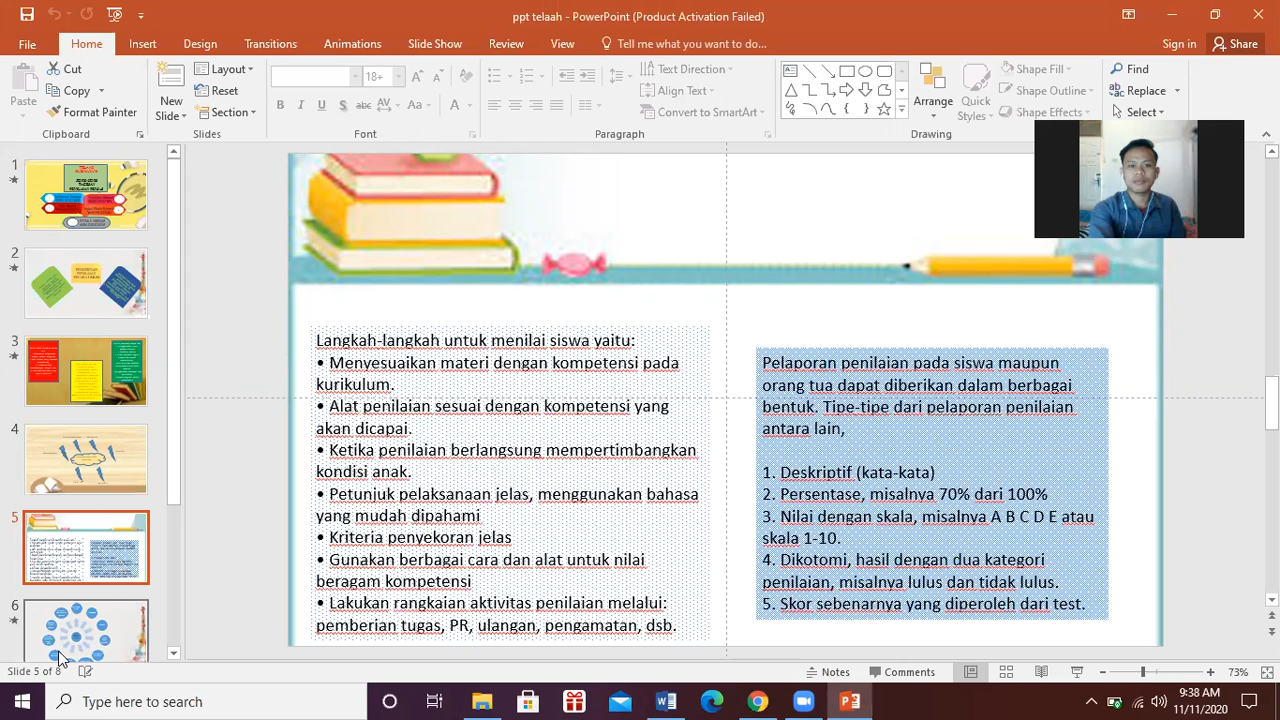 ppt telaah - PowerPoint (Product Activation Failed)
File Home Insert Design Transitions Animations Slide Show Review View Tell me what you want to do... Sign in Share
Paste
Cut
Copy
Format Painter
Clipboard
New
Slide
Layout
Reset
Section
Slides
18+
Font
Text Direction
Align Text
Convert to SmartArt
Paragraph
Arrange
Quick
Styles
Shape Fill
Shape Outline
Shape Effects
Drawing
Find
Replace
Select
1
2
3
4
5
6
Langkah-langkah untuk menilai siswa yaitu:
• Menyesuaikan materi dengan kompetensi pada
kurikulum.
• Alat penilaian sesuai dengan kompetensi yang
akan dicapai.
• Ketika penilaian berlangsung mempertimbangkan
kondisi anak.
• Petunjuk pelaksanaan jelas, menggunakan bahasa
yang mudah dipahami
• Kriteria penyekoran jelas
• Gunakan berbagai cara dan alat untuk nilai
beragam kompetensi
• Lakukan rangkaian aktivitas penilaian melalui:
pemberian tugas, PR, ulangan, pengamatan, dsb.
Pelaporan penilaian pada siswa maupun
orang tua dapat diberikan dalam berbagai
bentuk. Tipe-tipe dari pelaporan penilaian
antara lain,
1. Deskriptif (kata-kata)
2. Persentase, misalnya 70% dari 100%
3. Nilai dengan skala, misalnya A B C D E atau
skala 1-10.
4. Dikotomi, hasil dengan dua kategori
penilaian, misalnya lulus dan tidak lulus.
5. Skor sebenarnya yang diperoleh dari test.
Slide 5 of 8
Notes Comments 73%
Type here to search
9:38 AM
11/11/2020